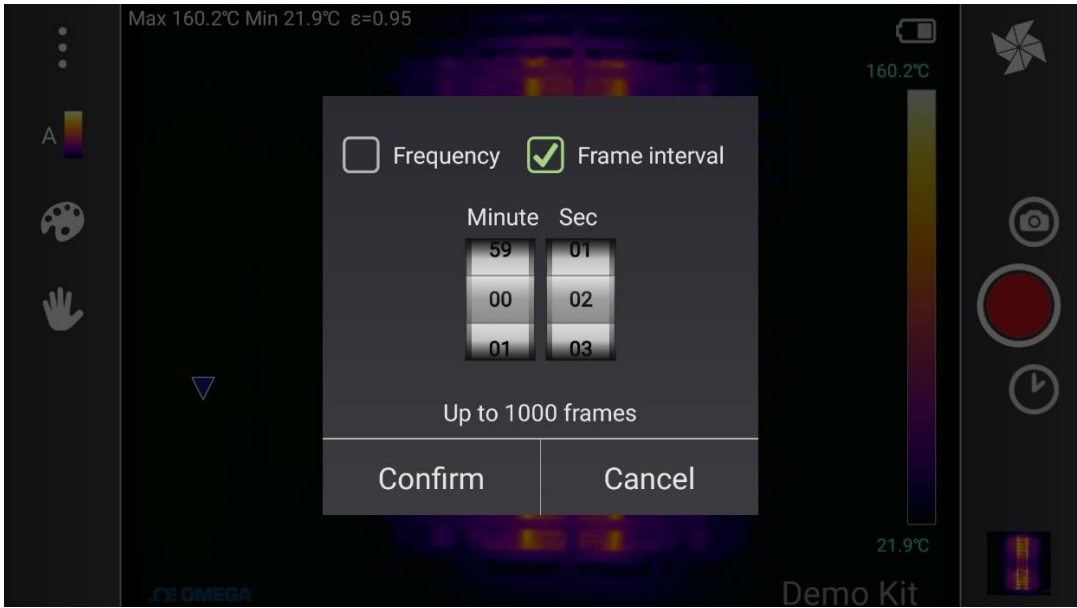 Max 160.2℃ Min 21.9℃ ε=0.95
160.2℃
A
Frequency Frame interval
Minute Sec
59 01
00 02
01 03
Up to 1000 frames
Confirm Cancel
21.9℃
OMEGA
Demo Kit